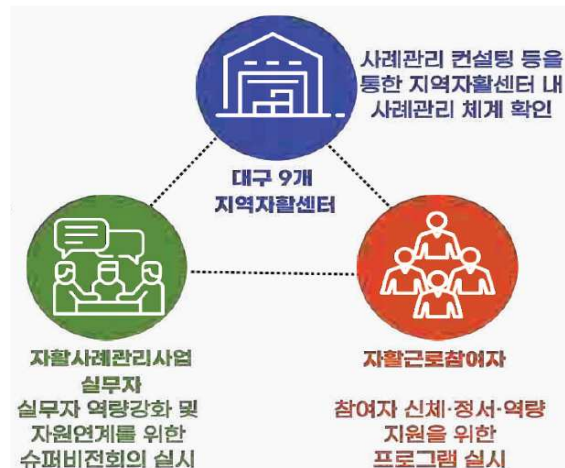 사례관리 컨설팅 등을
통한 지역자활센터 내
사례관리 체계 확인
대구 9개
지역자활센터
자활사례관리사업
실무자
실무자 역량강화 및
자원연계를 위한
슈퍼비전회의 실시
자활근로참여자
참여자 신체·정서·역량
지원을 위한
프로그램 실시